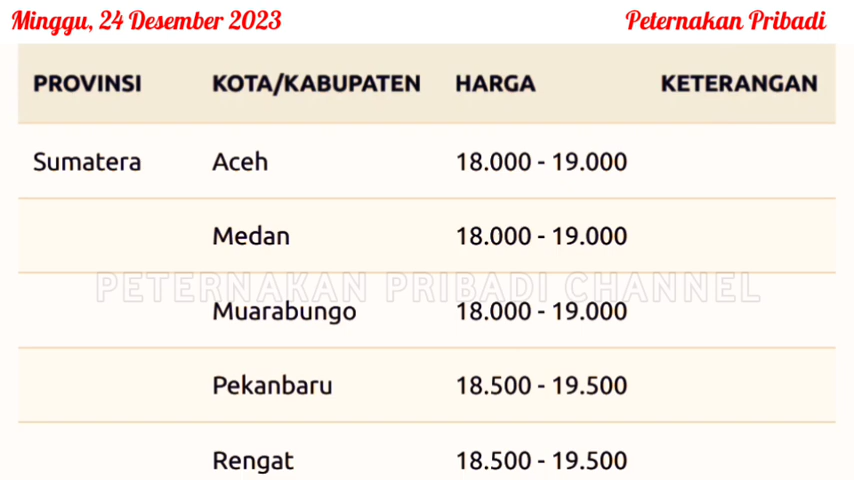 Minggu, 24 Desember 2023 Peternakan Pribadi
PROVINSI KOTA/KABUPATEN HARGA KETERANGAN
Sumatera Aceh 18.000 - 19.000
Medan 18.000 - 19.000
PETERNAKAN PRIBADI CHANNEL
Muarabungo 18.000 - 19.000
Pekanbaru 18.500 - 19.500
Rengat 18.500 - 19.500